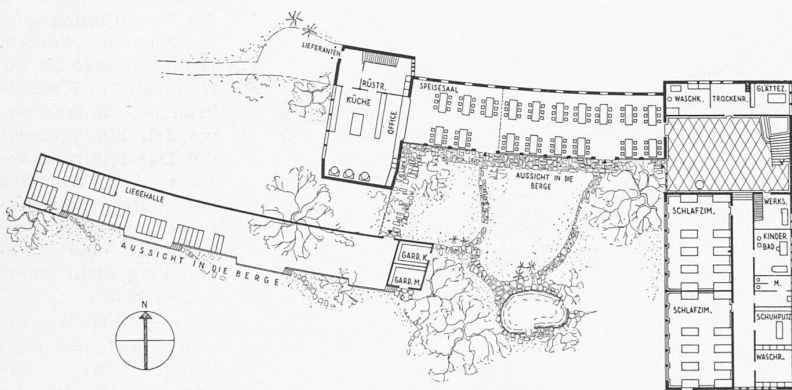 LIEFERANTEN
RÜSTR.
KÜCHE
OFFICE
SPEISESAAL
WASCHK.
TROCKENR.
GLÄTTEZ.
AUSSICHT IN DIE
BERGE
LIEGEHALLE
AUSSICHT IN DIE BERGE
GARD. K.
GARD. M.
SCHLAFZIM.
WERKS.
KINDER
BAD
M.
SCHLAFZIM.
SCHUHPUTZ
WASCHR.
N